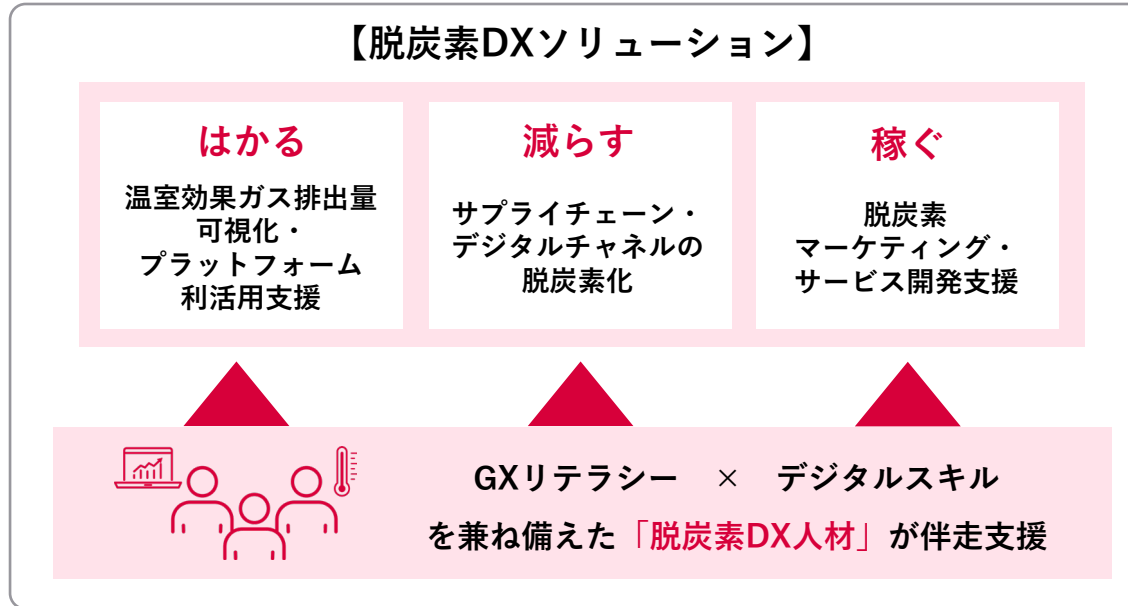 【脱炭素DXソリューション】
はかる
温室効果ガス排出量
可視化・
プラットフォーム
利活用支援
減らす
サプライチェーン・
デジタルチャネルの
脱炭素化
稼ぐ
脱炭素
マーケティング・
サービス開発支援
GXリテラシー × デジタルスキル
を兼ね備えた「脱炭素DX人材」が伴走支援